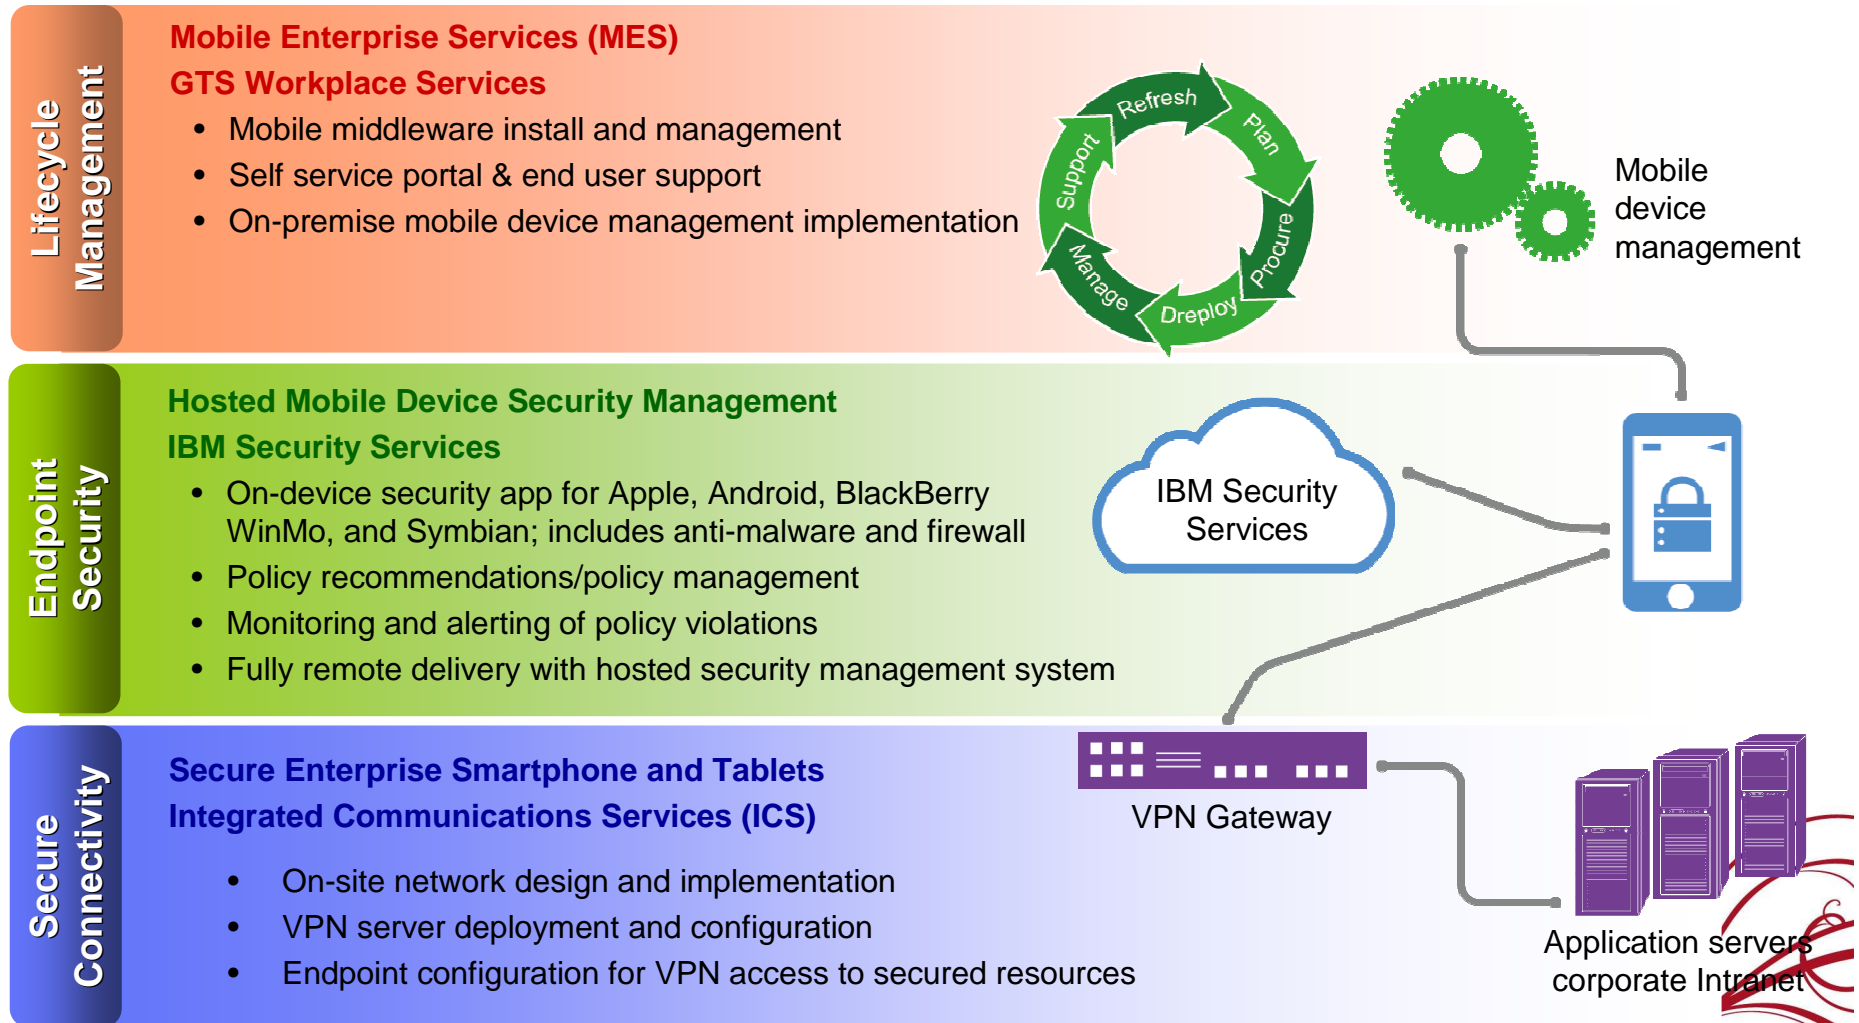 Lifecycle
Management
Mobile Enterprise Services (MES)
GTS Workplace Services
• Mobile middleware install and management
• Self service portal & end user support
• On-premise mobile device management implementation
Refresh
Plan
Procure
Dreploy
Manage
Support
Mobile
device
management
Endpoint
Security
Hosted Mobile Device Security Management
IBM Security Services
• On-device security app for Apple, Android, BlackBerry
WinMo, and Symbian; includes anti-malware and firewall
• Policy recommendations/policy management
• Monitoring and alerting of policy violations
• Fully remote delivery with hosted security management system
IBM Security
Services
Secure
Connectivity
Secure Enterprise Smartphone and Tablets
Integrated Communications Services (ICS)
• On-site network design and implementation
• VPN server deployment and configuration
• Endpoint configuration for VPN access to secured resources
VPN Gateway
Application servers
corporate Intranet